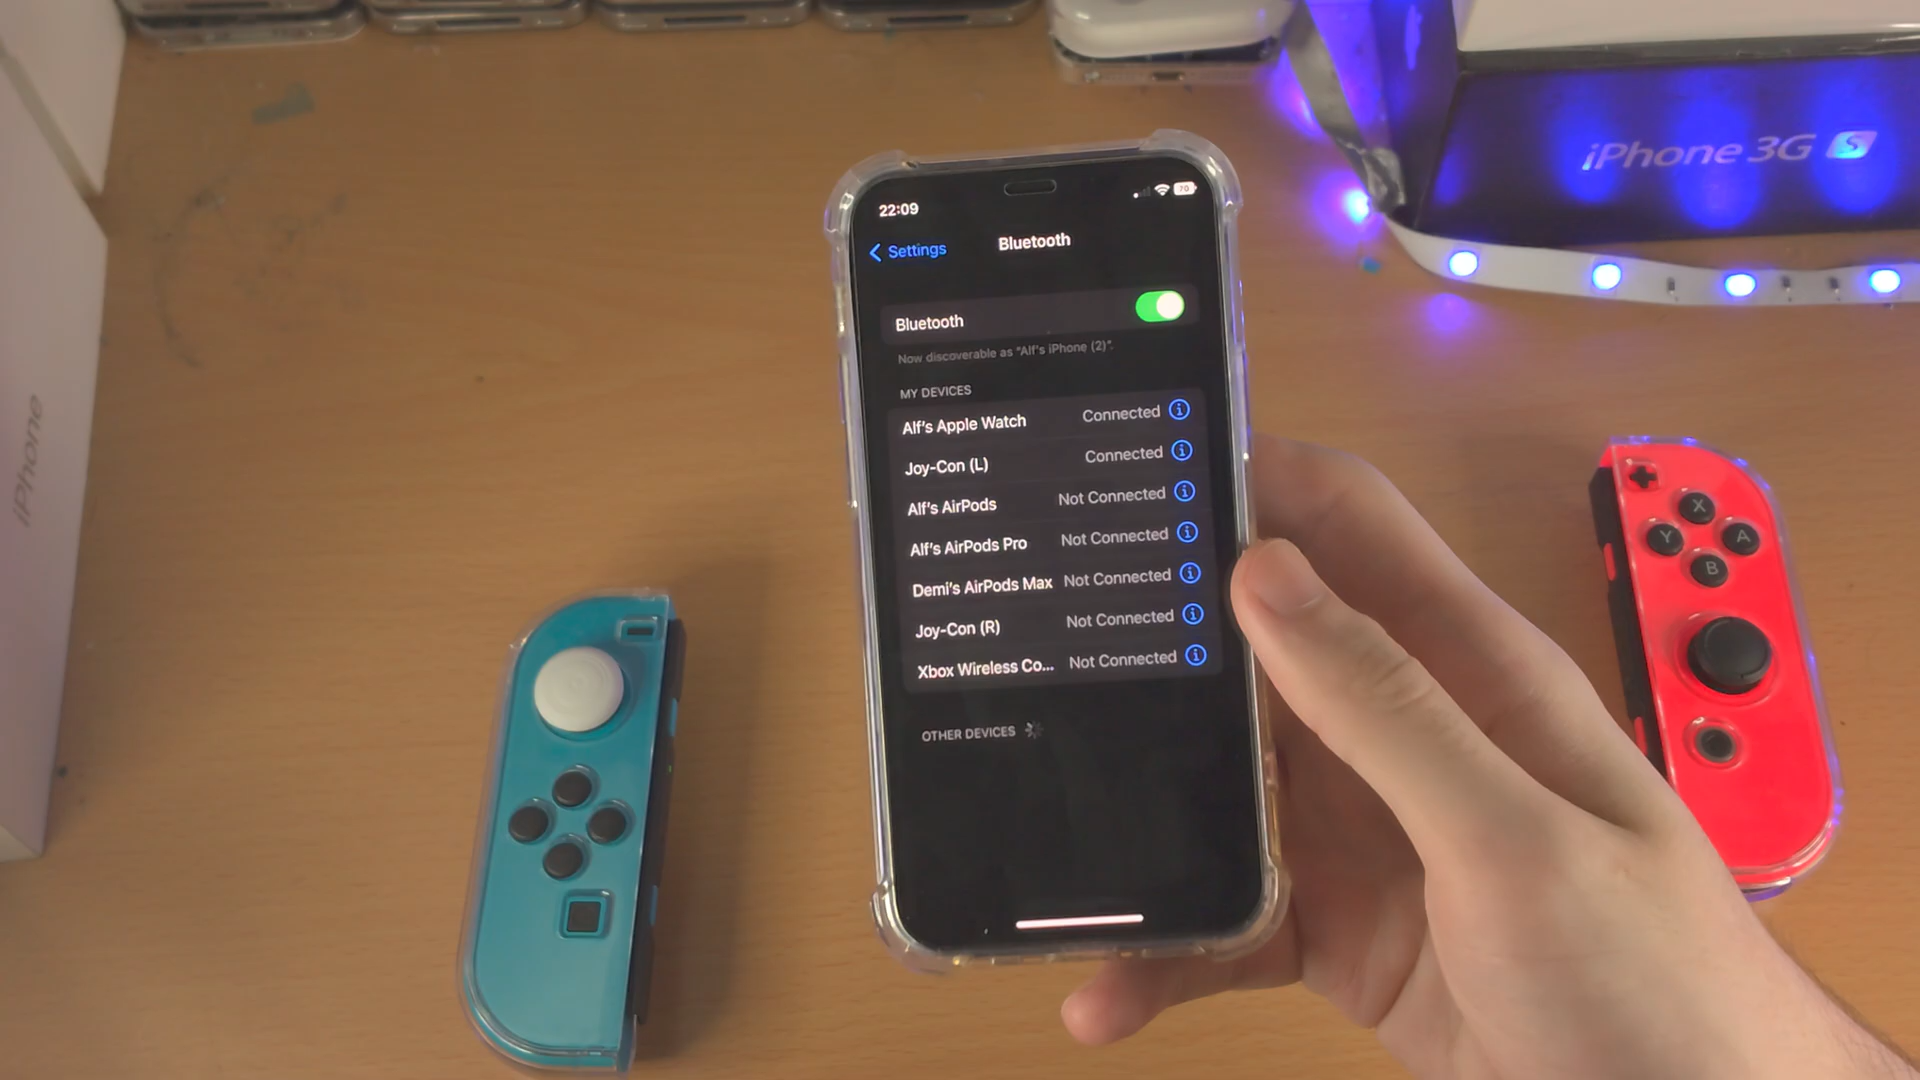 iPhone 3G S
iPhone
22:09
70
Settings
Bluetooth
Bluetooth
Now discoverable as “Alf's iPhone (2)”.
MY DEVICES
Alf's Apple Watch Connected
Joy-Con (L) Connected
Alf's AirPods Not Connected
Alf's AirPods Pro Not Connected
Demi's AirPods Max Not Connected
Joy-Con (R) Not Connected
Xbox Wireless Co... Not Connected
OTHER DEVICES
X
Y A
B